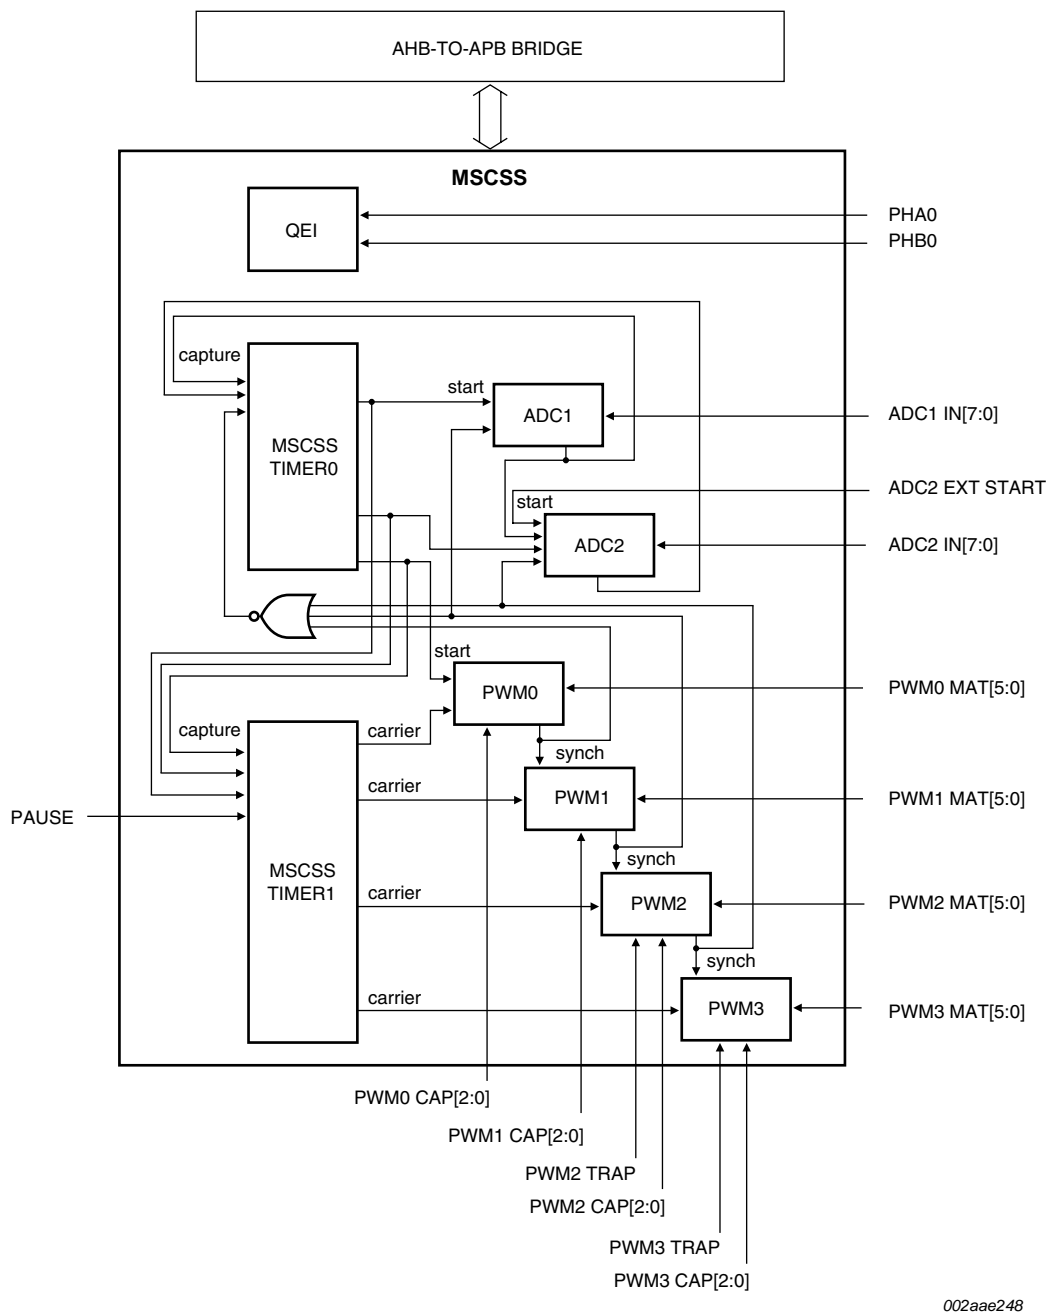 AHB-TO-APB BRIDGE
MSCSS
QEI
PHA0
PHB0
capture
MSCSS
TIMER0
start
ADC1
ADC1 IN[7:0]
ADC2 EXT START
start
ADC2
ADC2 IN[7:0]
start
PWM0
PWM0 MAT[5:0]
capture
carrier
synch
carrier
PWM1
PWM1 MAT[5:0]
PAUSE
MSCSS
TIMER1
synch
carrier
PWM2
PWM2 MAT[5:0]
synch
carrier
PWM3
PWM3 MAT[5:0]
PWM0 CAP[2:0]
PWM1 CAP[2:0]
PWM2 TRAP
PWM2 CAP[2:0]
PWM3 TRAP
PWM3 CAP[2:0]
002aae248